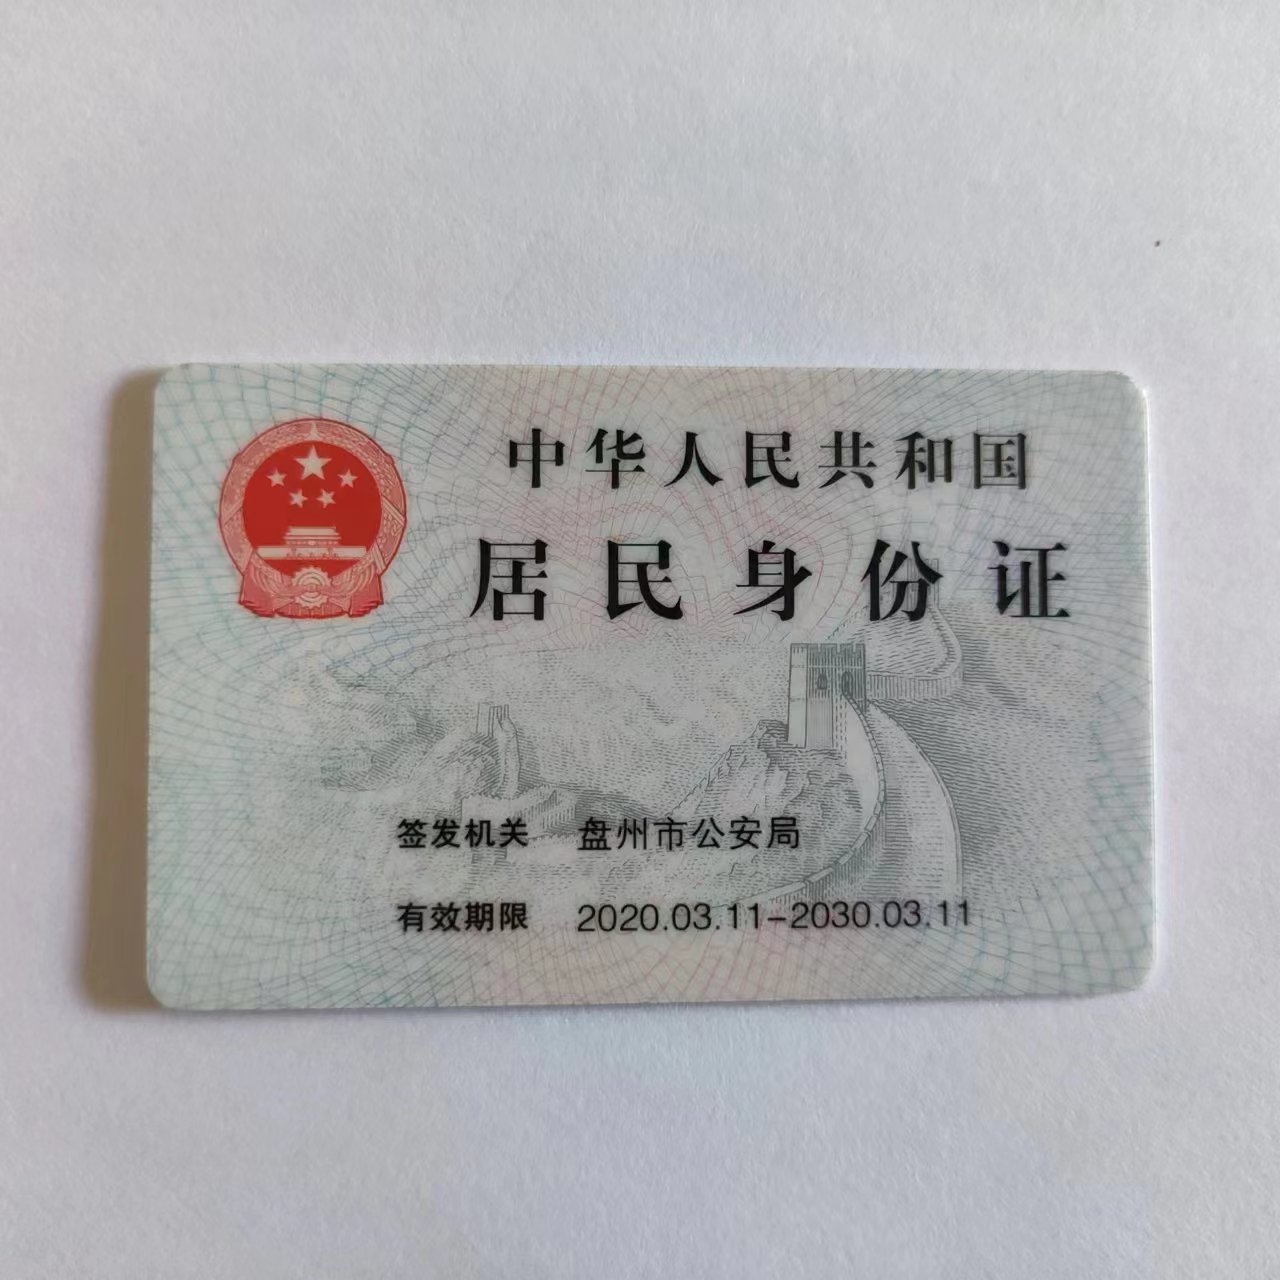 中华人民共和国
居民身份证
签发机关 盘州市公安局
有效期限 2020.03.11-2030.03.11